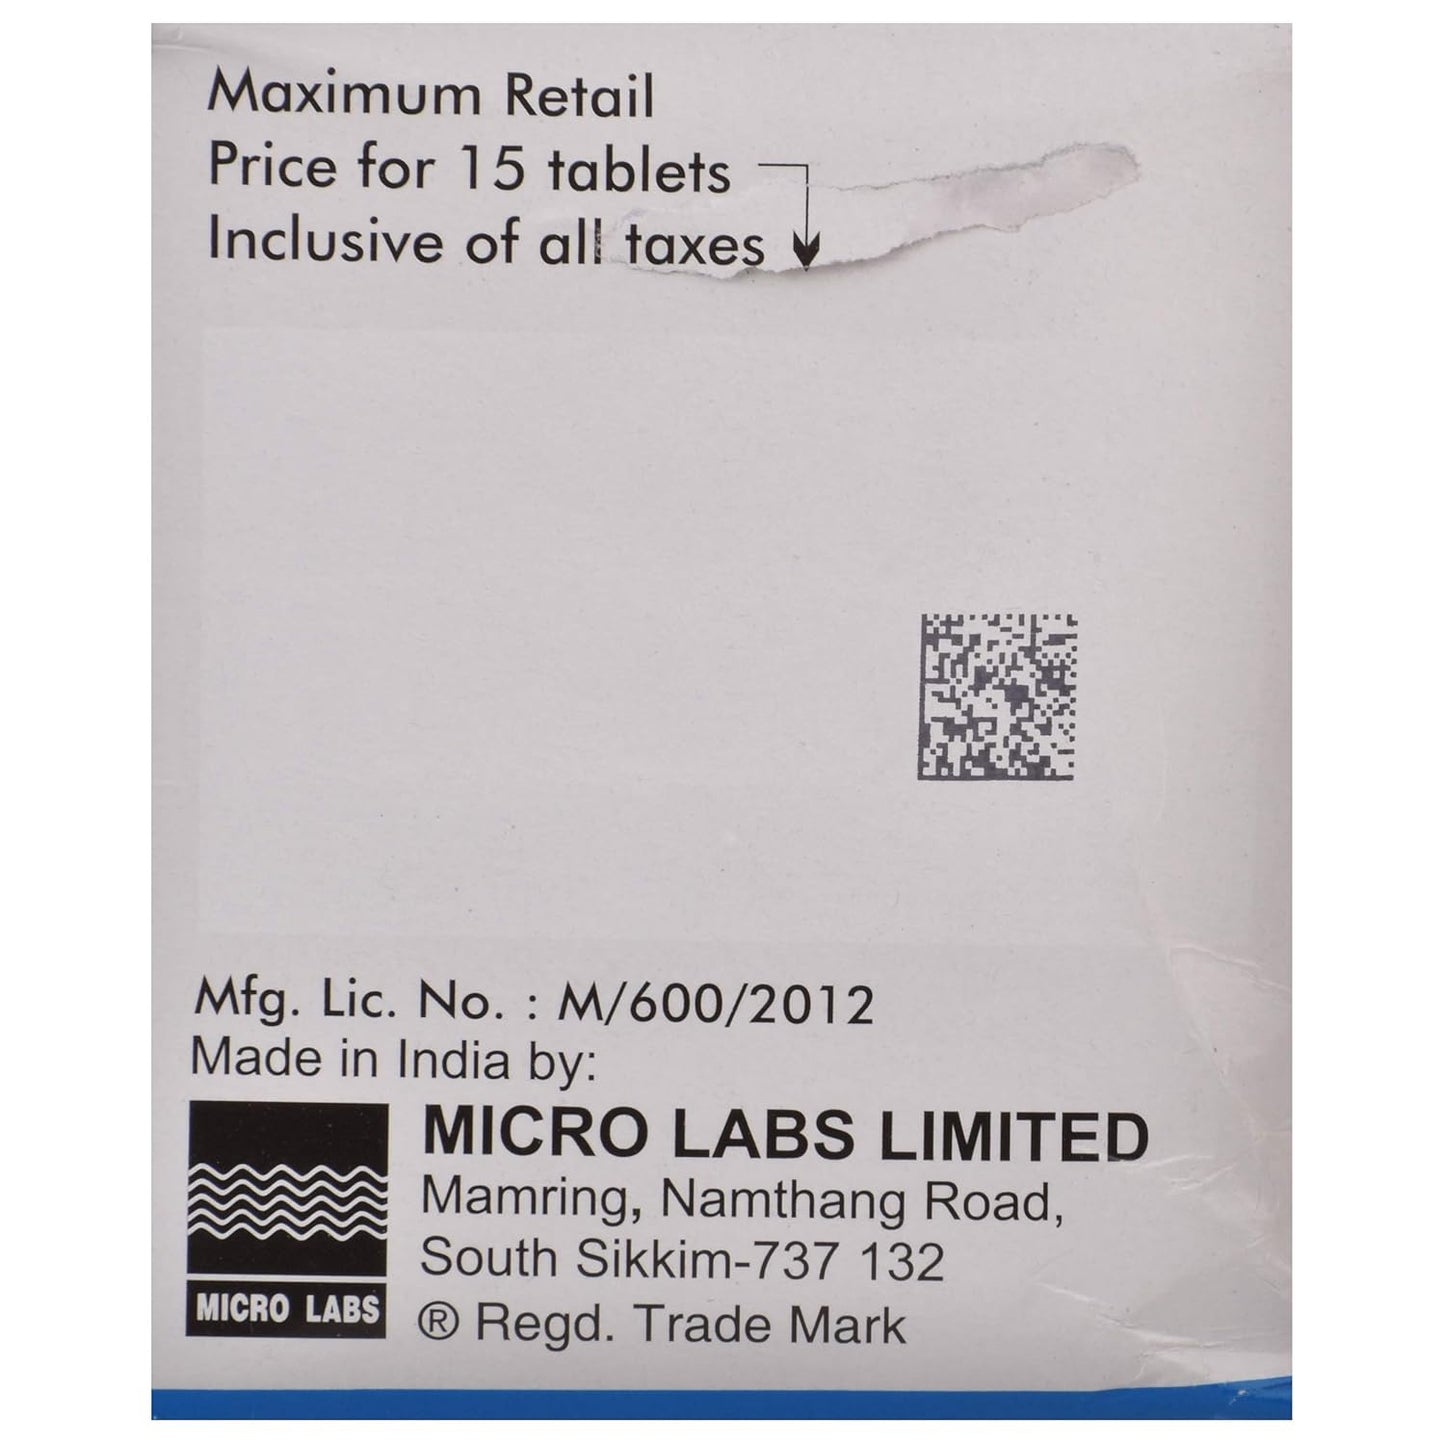 Maximum Retail
Price for 15 tablets
Inclusive of all taxes
Mfg. Lic. No. : M/600/2012
Made in India by:
MICRO LABS LIMITED
Mamring, Namthang Road,
South Sikkim-737 132
® Regd. Trade Mark
MICRO LABS